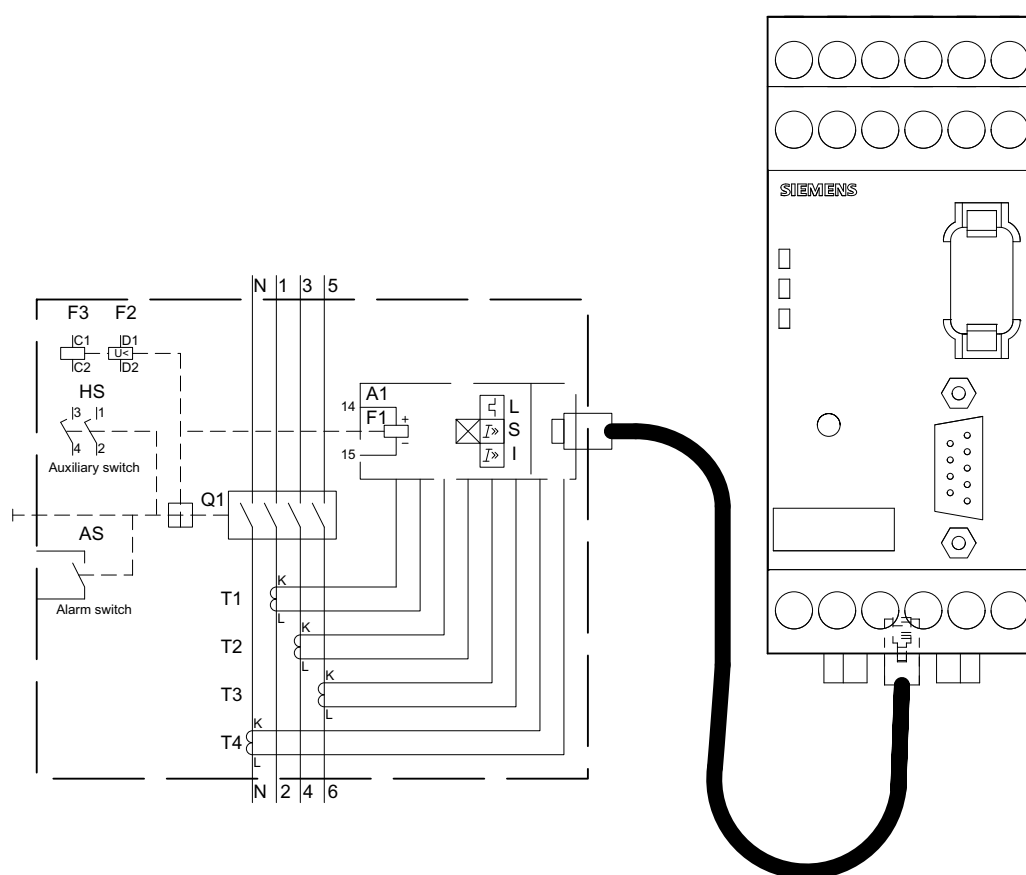 SIEMENS
N 1 3 5
F3 F2
C1 D1
U<
C2 D2
HS
3 1
4 2
Auxiliary switch
A1
14
F1
+
−
15
L
I» S
I» I
Q1
AS
Alarm switch
K
T1
L
K
T2
L
K
T3
L
K
T4
L
N 2 4 6